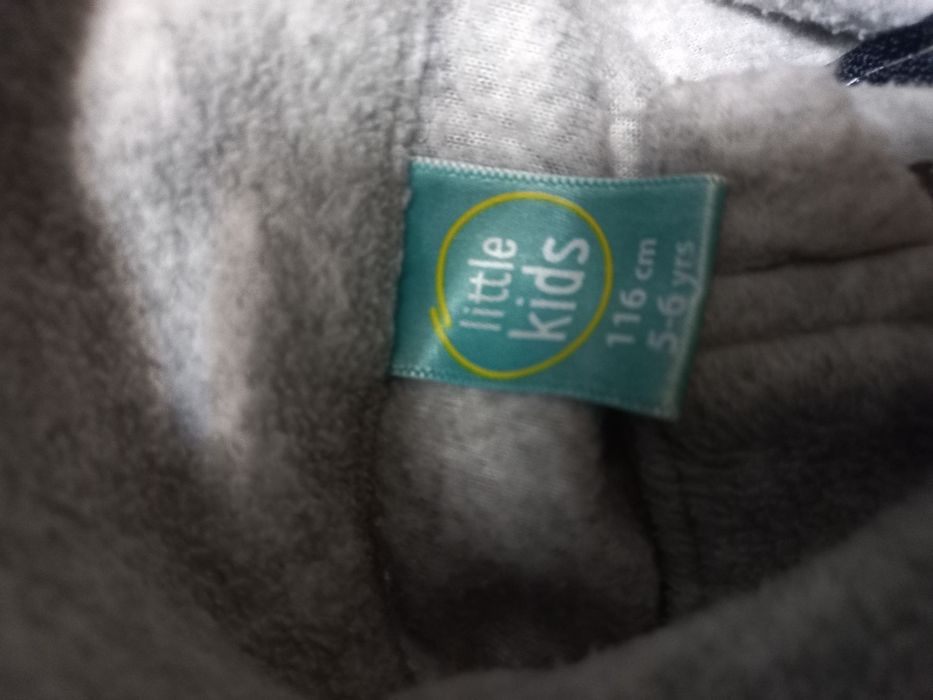 little
kids
116 cm
5-6 yrs